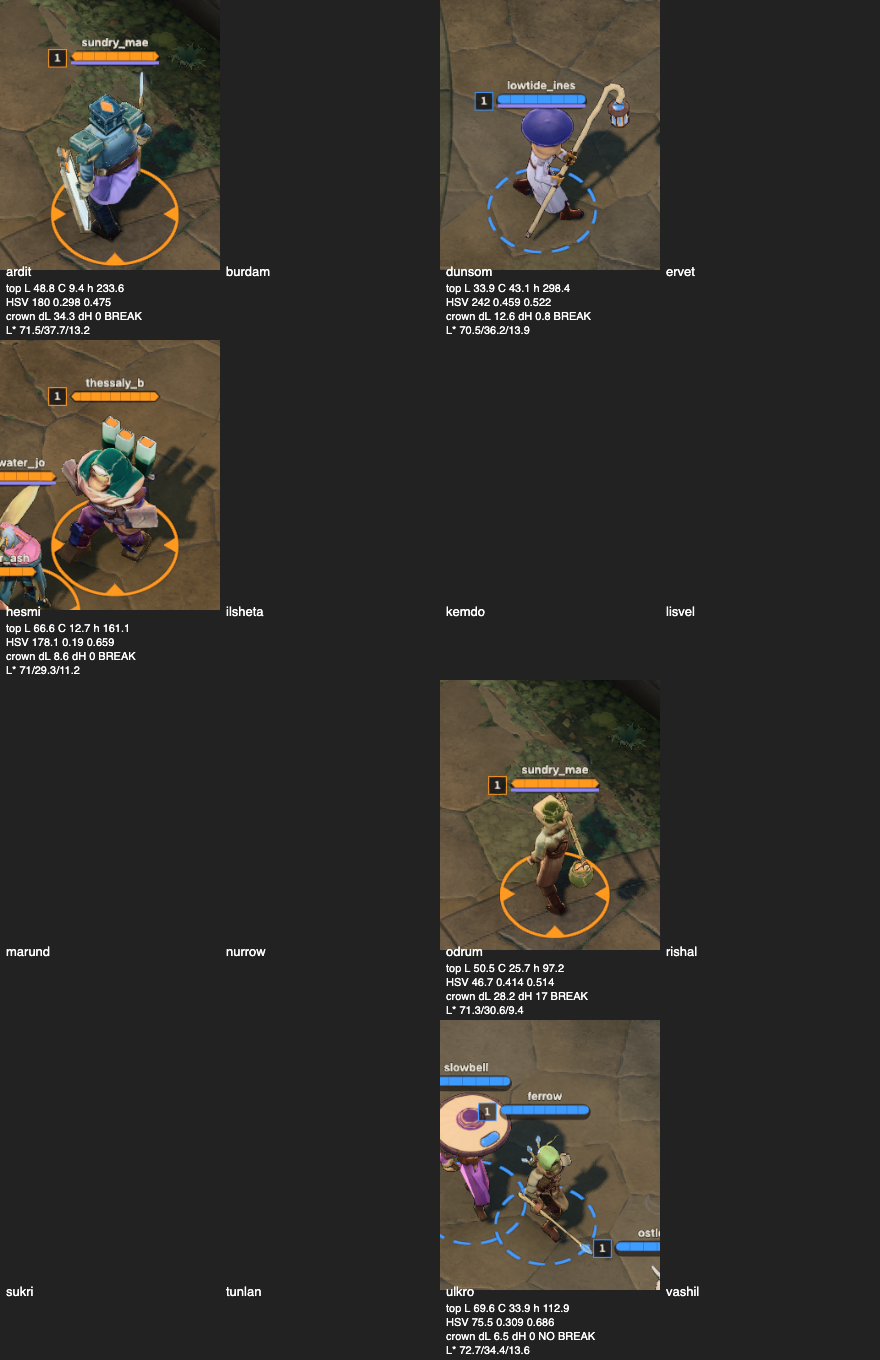 sundry_mae
1
lowtide_ines
1
ardit
burdam
dunsom
ervet
top L 48.8 C 9.4 h 233.6
HSV 180 0.298 0.475
crown dL 34.3 dH 0 BREAK
L* 71.5/37.7/13.2
top L 33.9 C 43.1 h 298.4
HSV 242 0.459 0.522
crown dL 12.6 dH 0.8 BREAK
L* 70.5/36.2/13.9
thessaly_b
1
water_jo
r_ash
hesmi
ilsheta
kemdo
lisvel
top L 66.6 C 12.7 h 161.1
HSV 178.1 0.19 0.659
crown dL 8.6 dH 0 BREAK
L* 71/29.3/11.2
sundry_mae
1
marund
nurrow
odrum
rishal
top L 50.5 C 25.7 h 97.2
HSV 46.7 0.414 0.514
crown dL 28.2 dH 17 BREAK
L* 71.3/30.6/9.4
slowbell
ferrow
1
ostl
1
sukri
tunlan
ulkro
vashil
top L 69.6 C 33.9 h 112.9
HSV 75.5 0.309 0.686
crown dL 6.5 dH 0 NO BREAK
L* 72.7/34.4/13.6